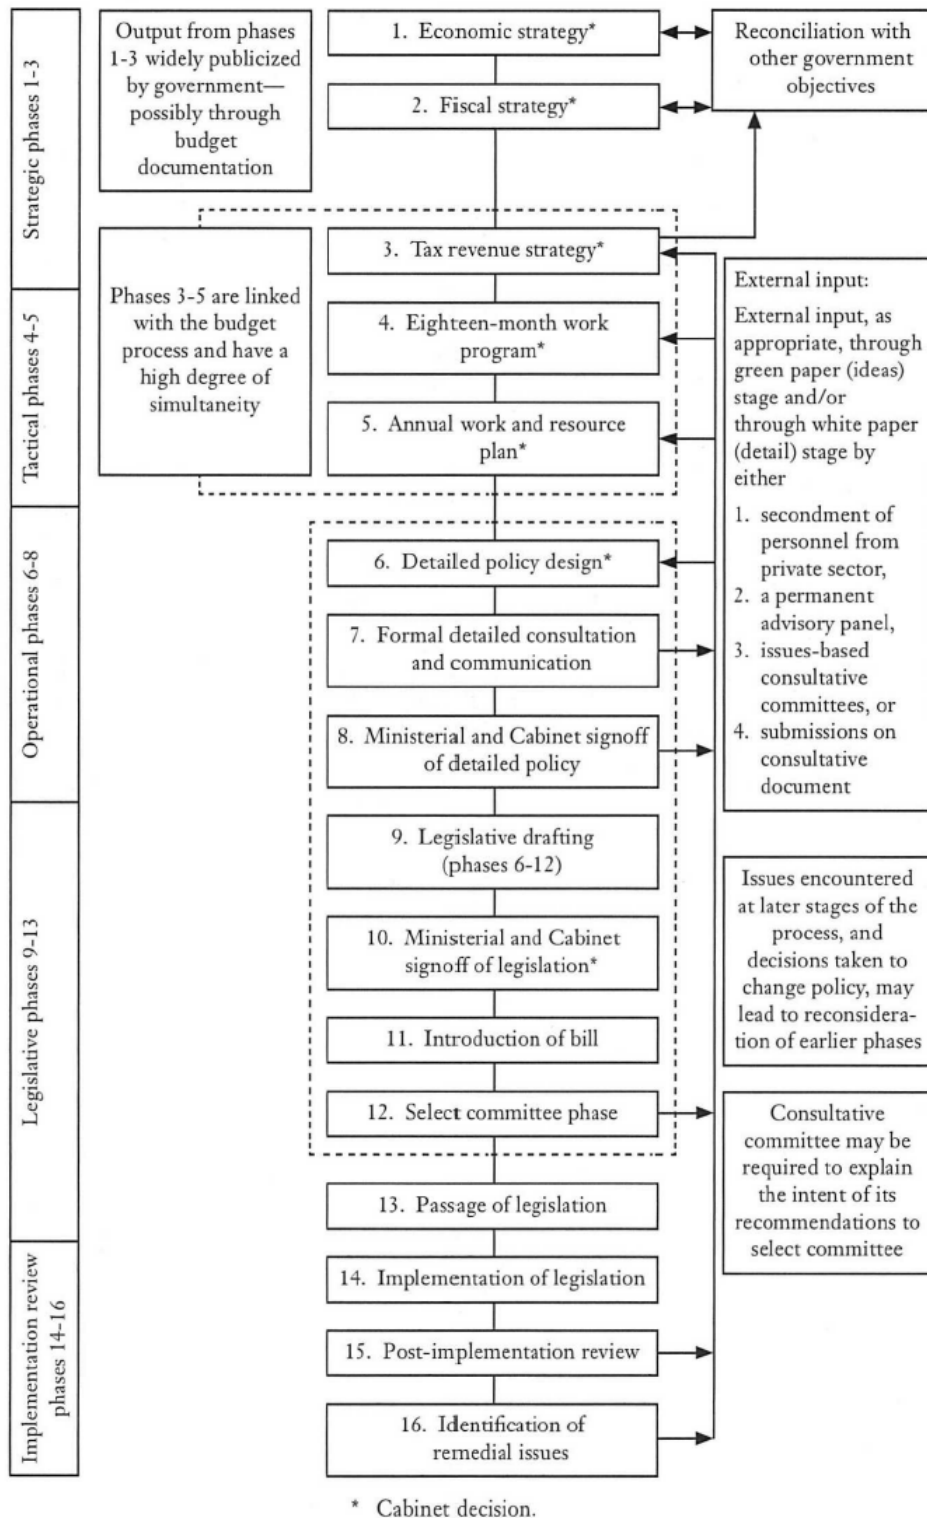 Strategic phases 1-3
Tactical phases 4-5
Operational phases 6-8
Legislative phases 9-13
Implementation review
phases 14-16
Output from phases
1-3 widely publicized
by government—
possibly through
budget
documentation
Phases 3-5 are linked
with the budget
process and have a
high degree of
simultaneity
1. Economic strategy*
2. Fiscal strategy*
3. Tax revenue strategy*
4. Eighteen-month work
program*
5. Annual work and resource
plan*
6. Detailed policy design*
7. Formal detailed consultation
and communication
8. Ministerial and Cabinet signoff
of detailed policy
9. Legislative drafting
(phases 6-12)
10. Ministerial and Cabinet
signoff of legislation*
11. Introduction of bill
12. Select committee phase
13. Passage of legislation
14. Implementation of legislation
15. Post-implementation review
16. Identification of
remedial issues
Reconciliation with
other government
objectives
External input:
External input, as
appropriate, through
green paper (ideas)
stage and/or
through white paper
(detail) stage by
either
1. secondment of
personnel from
private sector,
2. a permanent
advisory panel,
3. issues-based
consultative
committees, or
4. submissions on
consultative
document
Issues encountered
at later stages of the
process, and
decisions taken to
change policy, may
lead to reconsidera-
tion of earlier phases
Consultative
committee may be
required to explain
the intent of its
recommendations to
select committee
* Cabinet decision.